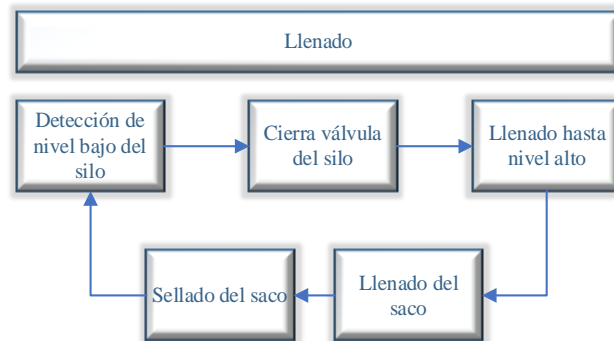 Llenado
Detección de
nivel bajo del
silo
Cierra válvula
del silo
Llenado hasta
nivel alto
Llenado del
saco
Sellado del saco